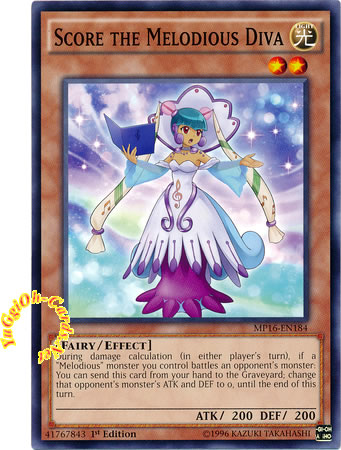 SCORE THE MELODIOUS DIVA
LIGHT
光
MP16-EN184
[FAIRY/EFFECT]
During damage calculation (in either player's turn), if a
"Melodious" monster you control battles an opponent's monster:
You can send this card from your hand to the Graveyard; change
that opponent's monster's ATK and DEF to 0, until the end of this
turn.
ATK/ 200 DEF/ 200
41767843 1st Edition
©1996 KAZUKI TAKAHASHI